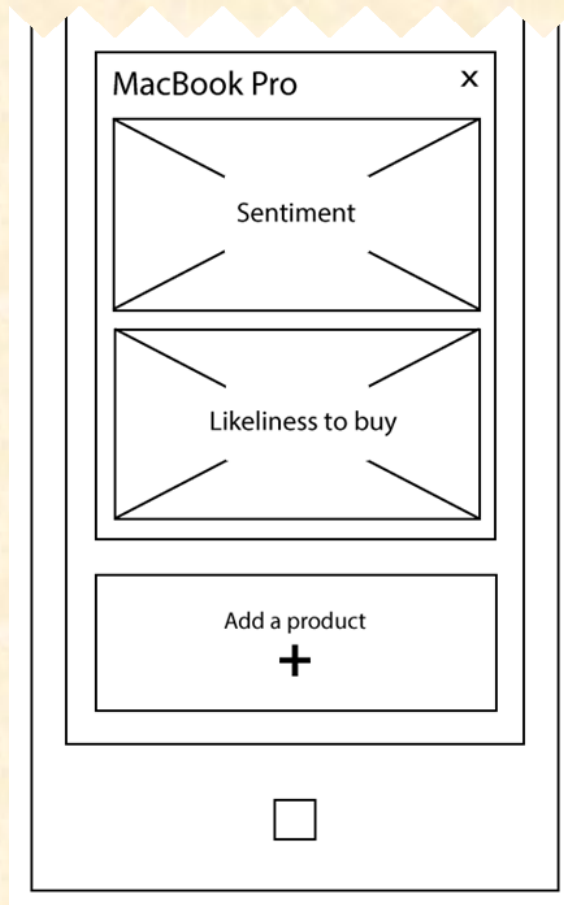 MacBook Pro x
Sentiment
Likeliness to buy
Add a product
+